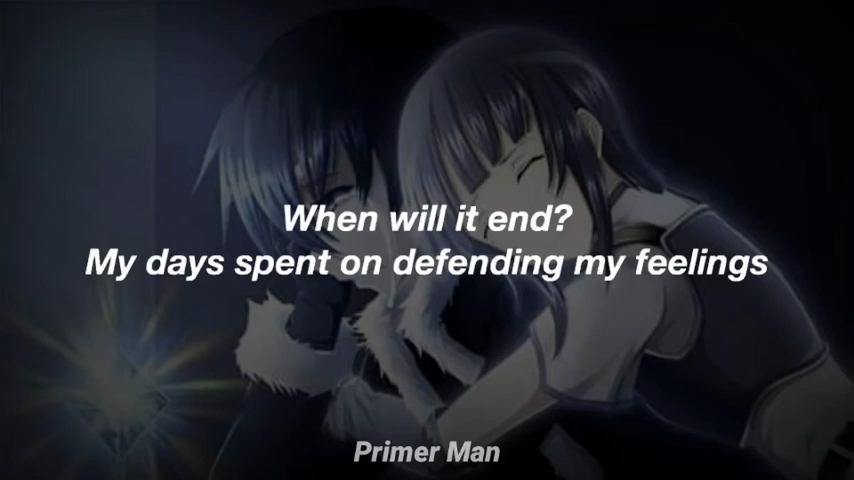 When will it end?
My days spent on defending my feelings
Primer Man